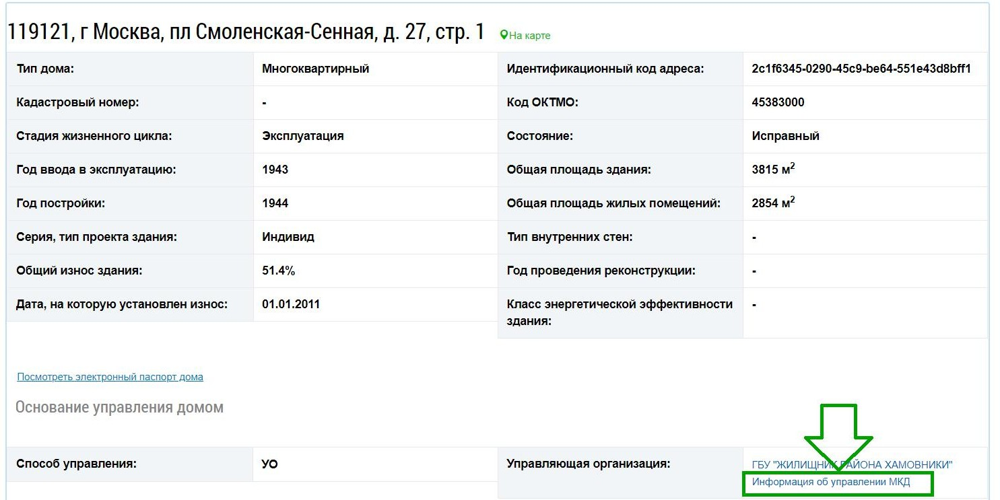 119121, г Москва, пл Смоленская-Сенная, д. 27, стр. 1 На карте
Тип дома: Многоквартирный Идентификационный код адреса: 2c1f6345-0290-45c9-be64-551e43d8bff1
Кадастровый номер: - Код ОКТМО: 45383000
Стадия жизненного цикла: Эксплуатация Состояние: Исправный
Год ввода в эксплуатацию: 1943 Общая площадь здания: 3815 м²
Год постройки: 1944 Общая площадь жилых помещений: 2854 м²
Серия, тип проекта здания: Индивид Тип внутренних стен: -
Общий износ здания: 51.4% Год проведения реконструкции: -
Дата, на которую установлен износ: 01.01.2011 Класс энергетической эффективности -
здания:
Посмотреть электронный паспорт дома
Основание управления домом
Способ управления: УО Управляющая организация: ГБУ "ЖИЛИЩНИК РАЙОНА ХАМОВНИКИ"
Информация об управлении МКД